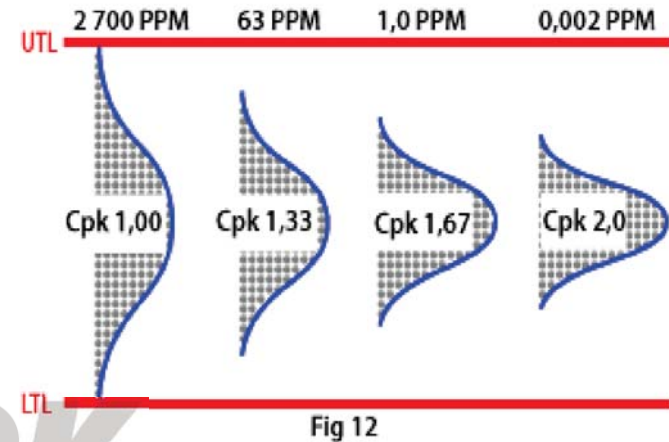 2 700 PPM 63 PPM 1,0 PPM 0,002 PPM
UTL
Cpk 1,00 Cpk 1,33 Cpk 1,67 Cpk 2,0
LTL
Fig 12